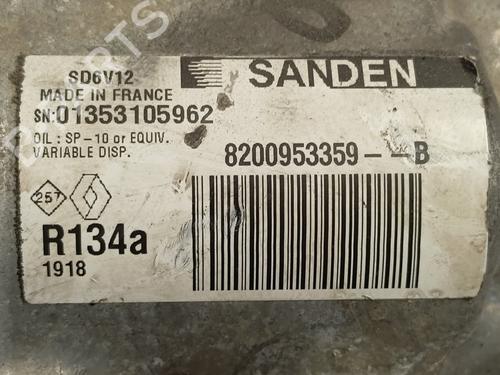 SD6V12
SANDEN
MADE IN FRANCE
SN:01353105962
OIL : SP-10 or EQUIV.
VARIABLE DISP.
8200953359--B
257
R134a
1918